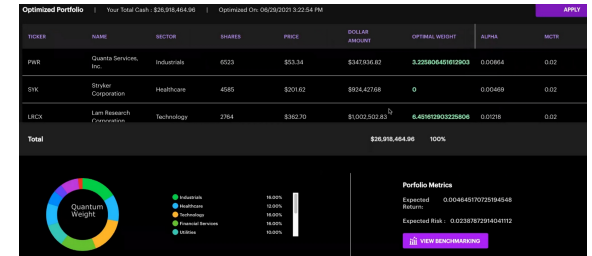 Optimized Portfolio | Your Total Cash : $26,918,464.96 | Optimized On: 06/29/2021 3:22:54 PM APPLY
TICKER NAME SECTOR SHARES PRICE DOLLAR AMOUNT OPTIMAL WEIGHT ALPHA MCTR
PWR Quanta Services, Inc. Industrials 6523 $53.34 $347,936.82 3.225806451612903 0.00864 0.02
SYK Stryker Corporation Healthcare 4585 $201.62 $924,427.68 0 0.00469 0.02
LRCX Lam Research Corporation Technology 2764 $362.70 $1,002,502.83 6.451612903225806 0.01218 0.02
Total $26,918,464.96 100%
Quantum Weight
Industrials 16.00%
Healthcare 12.00%
Technology 16.00%
Financial Services 16.00%
Utilities 10.00%
Porfolio Metrics
Expected Return: 0.004645170725194548
Expected Risk : 0.02387872914041112
VIEW BENCHMARKING